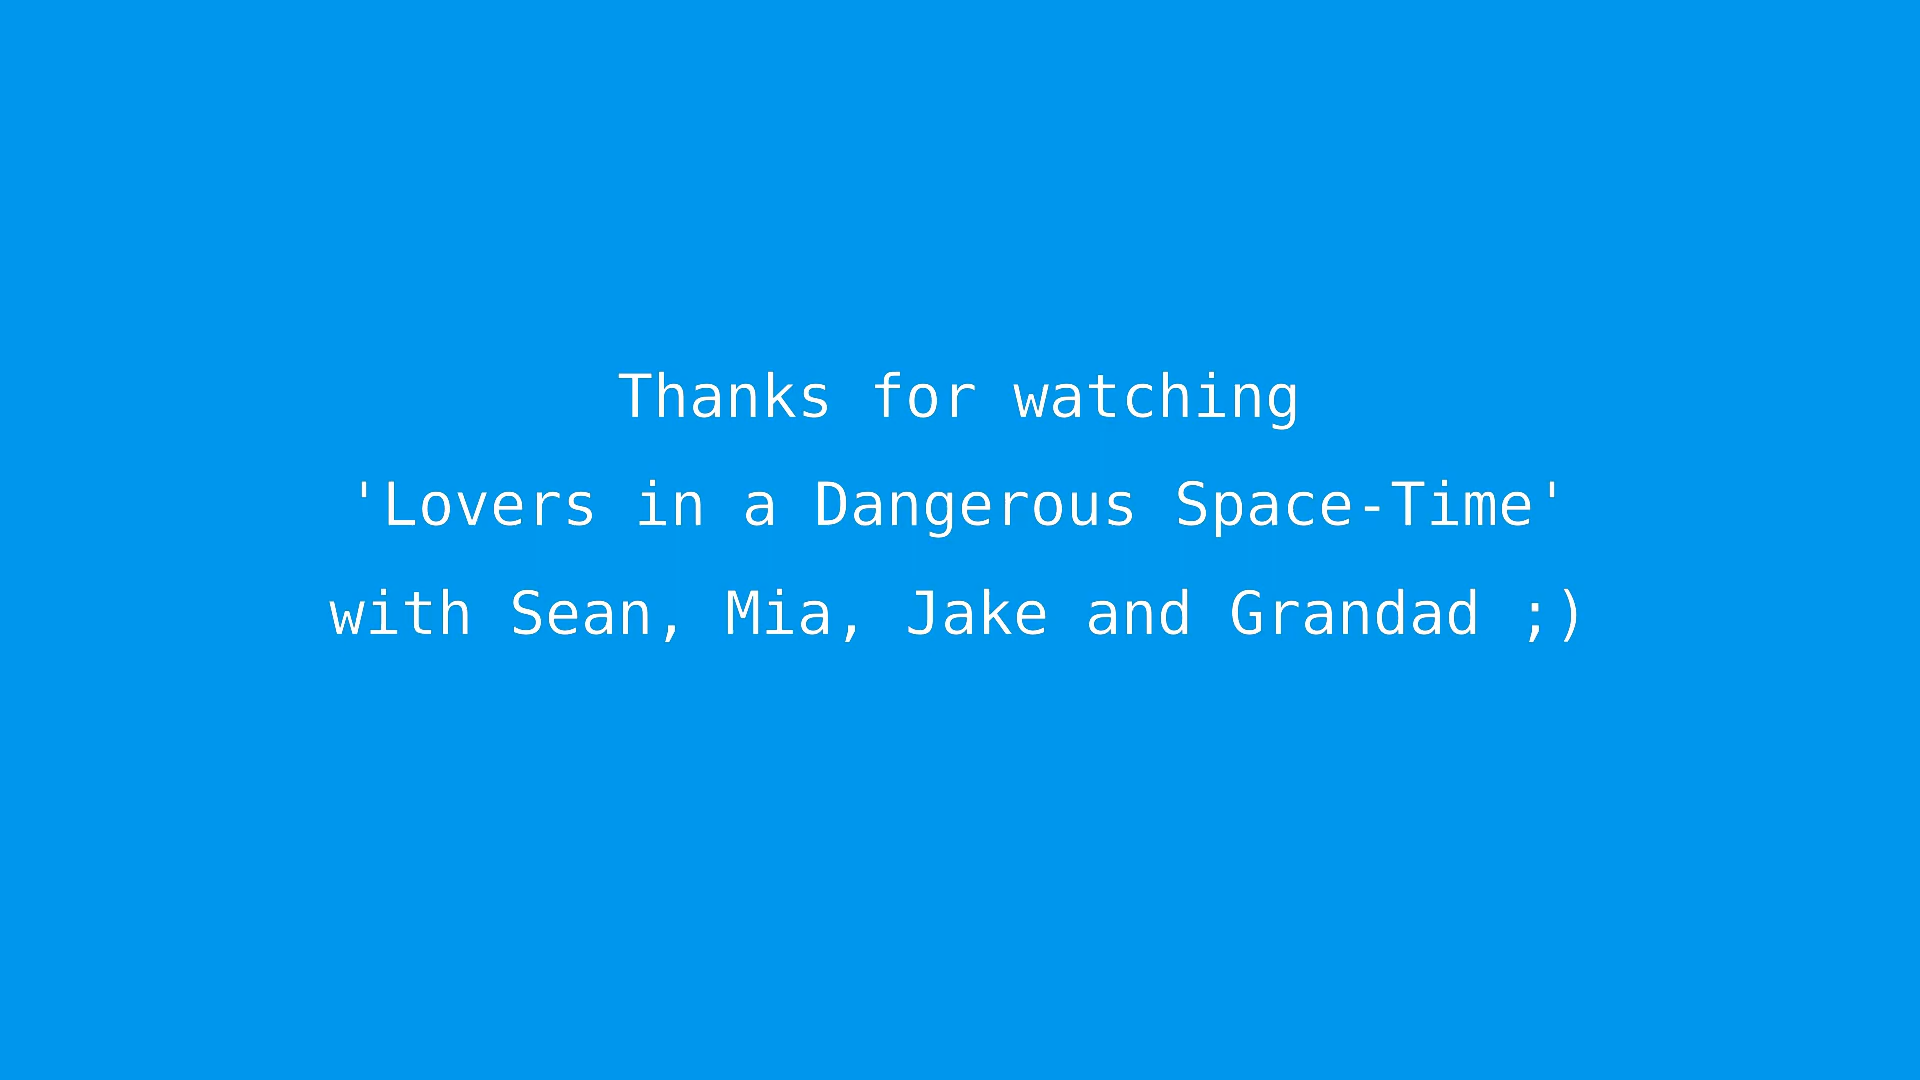 Thanks for watching
'Lovers in a Dangerous Space-Time'
with Sean, Mia, Jake and Grandad ;)